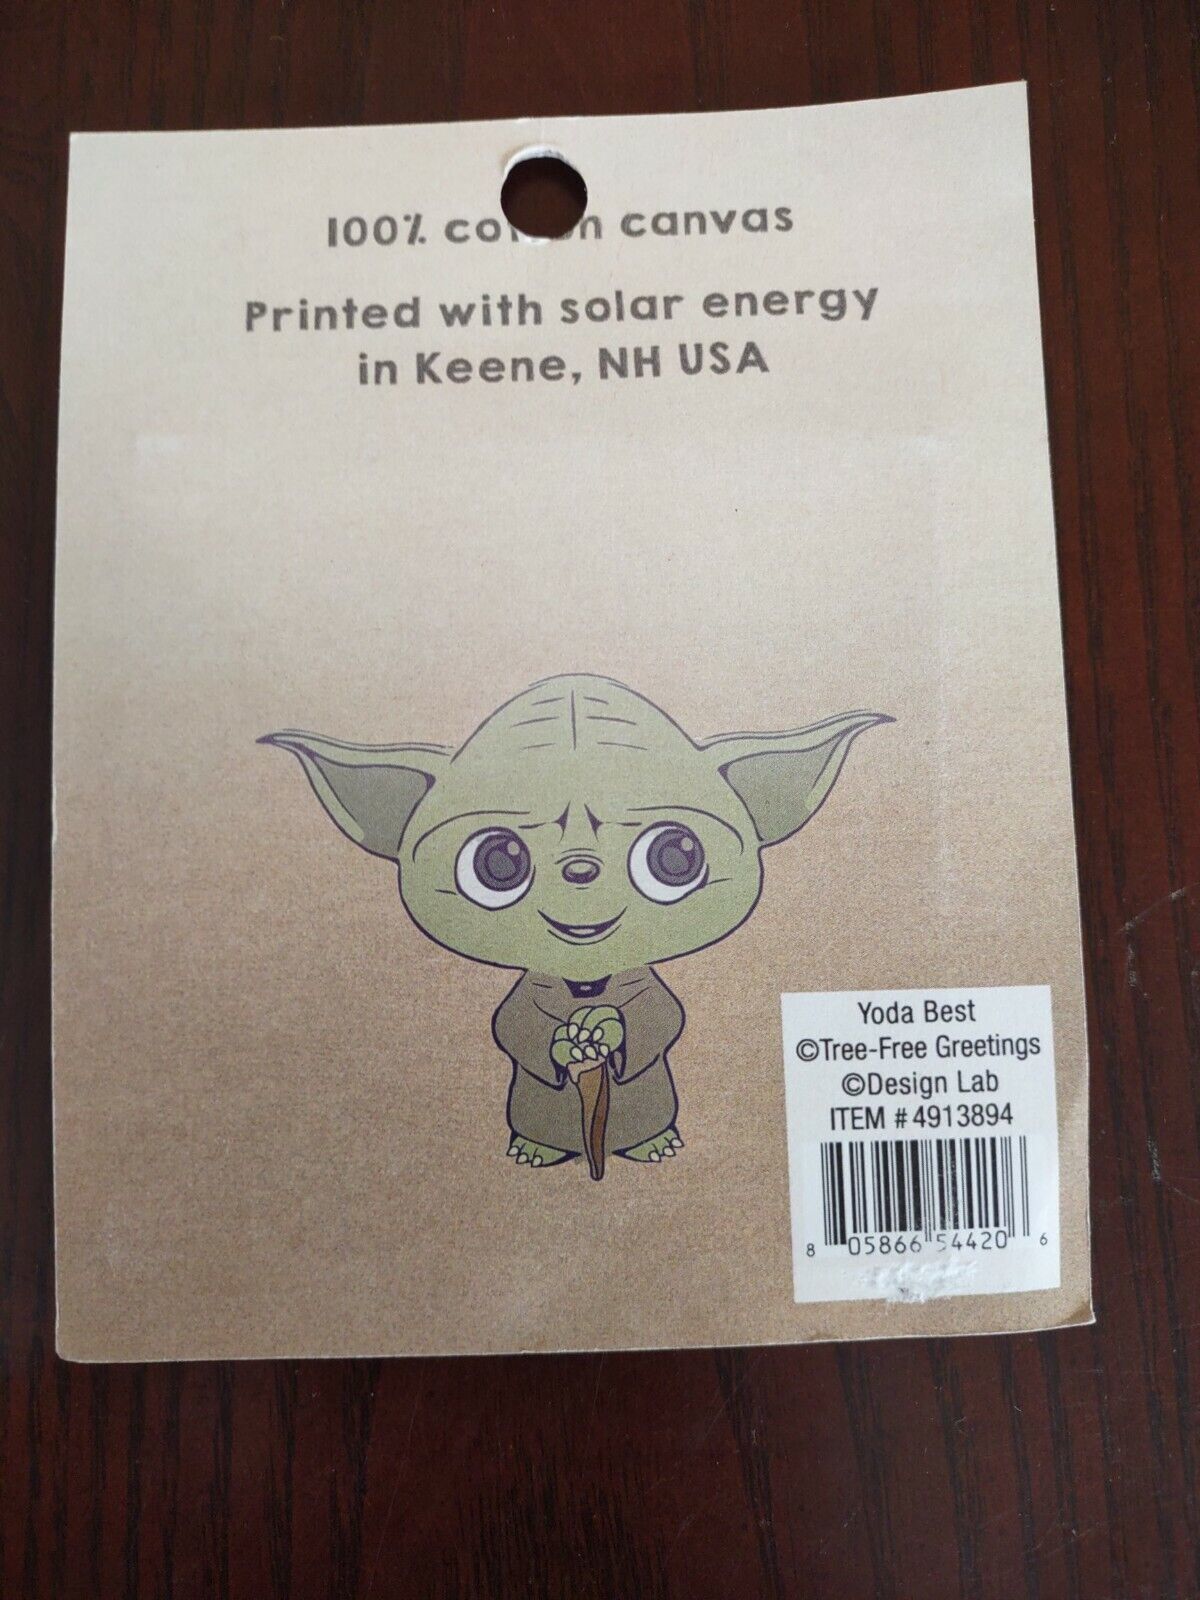 100% cotton canvas
Printed with solar energy
in Keene, NH USA
Yoda Best
©Tree-Free Greetings
©Design Lab
ITEM #4913894
8 05866 54420 6